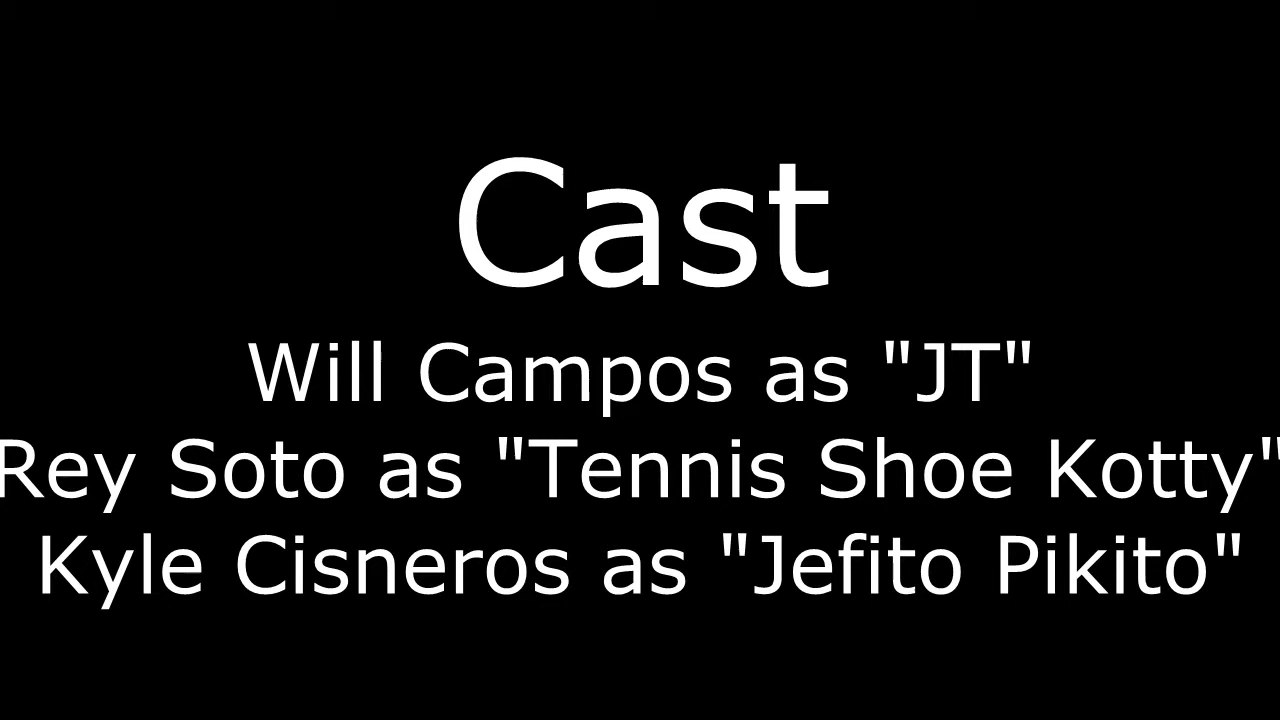 Cast
Will Campos as "JT"
Rey Soto as "Tennis Shoe Kotty"
Kyle Cisneros as "Jefito Pikito"